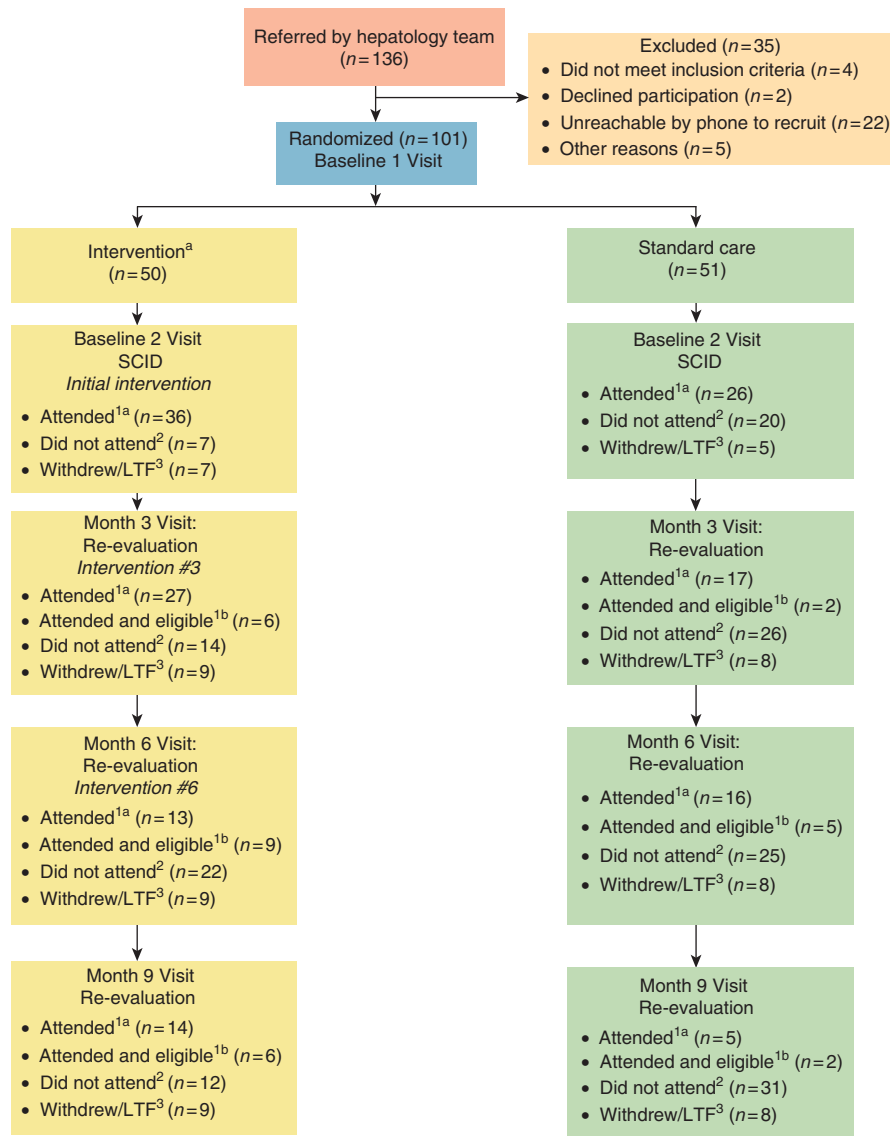 Referred by hepatology team
(n=136)
Excluded (n=35)
• Did not meet inclusion criteria (n=4)
• Declined participation (n=2)
• Unreachable by phone to recruit (n=22)
• Other reasons (n=5)
Randomized (n=101)
Baseline 1 Visit
Intervention^a
(n=50)
Standard care
(n=51)
Baseline 2 Visit
SCID
Initial intervention
• Attended^1a (n=36)
• Did not attend^2 (n=7)
• Withdrew/LTF^3 (n=7)
Baseline 2 Visit
SCID
• Attended^1a (n=26)
• Did not attend^2 (n=20)
• Withdrew/LTF^3 (n=5)
Month 3 Visit:
Re-evaluation
Intervention #3
• Attended^1a (n=27)
• Attended and eligible^1b (n=6)
• Did not attend^2 (n=14)
• Withdrew/LTF^3 (n=9)
Month 3 Visit:
Re-evaluation
• Attended^1a (n=17)
• Attended and eligible^1b (n=2)
• Did not attend^2 (n=26)
• Withdrew/LTF^3 (n=8)
Month 6 Visit:
Re-evaluation
Intervention #6
• Attended^1a (n=13)
• Attended and eligible^1b (n=9)
• Did not attend^2 (n=22)
• Withdrew/LTF^3 (n=9)
Month 6 Visit:
Re-evaluation
• Attended^1a (n=16)
• Attended and eligible^1b (n=5)
• Did not attend^2 (n=25)
• Withdrew/LTF^3 (n=8)
Month 9 Visit
Re-evaluation
• Attended^1a (n=14)
• Attended and eligible^1b (n=6)
• Did not attend^2 (n=12)
• Withdrew/LTF^3 (n=9)
Month 9 Visit
Re-evaluation
• Attended^1a (n=5)
• Attended and eligible^1b (n=2)
• Did not attend^2 (n=31)
• Withdrew/LTF^3 (n=8)